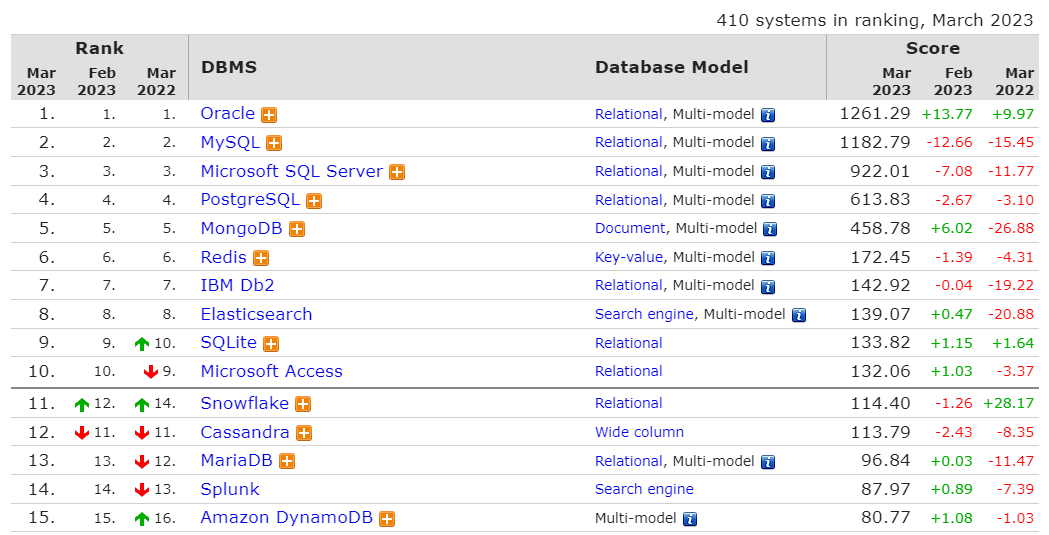 410 systems in ranking, March 2023
Rank DBMS Database Model Score
Mar 2023 Feb 2023 Mar 2022 Mar 2023 Feb 2023 Mar 2022
1. 1. 1. Oracle Relational, Multi-model 1261.29 +13.77 +9.97
2. 2. 2. MySQL Relational, Multi-model 1182.79 -12.66 -15.45
3. 3. 3. Microsoft SQL Server Relational, Multi-model 922.01 -7.08 -11.77
4. 4. 4. PostgreSQL Relational, Multi-model 613.83 -2.67 -3.10
5. 5. 5. MongoDB Document, Multi-model 458.78 +6.02 -26.88
6. 6. 6. Redis Key-value, Multi-model 172.45 -1.39 -4.31
7. 7. 7. IBM Db2 Relational, Multi-model 142.92 -0.04 -19.22
8. 8. 8. Elasticsearch Search engine, Multi-model 139.07 +0.47 -20.88
9. 9. 10. SQLite Relational 133.82 +1.15 +1.64
10. 10. 9. Microsoft Access Relational 132.06 +1.03 -3.37
11. 12. 14. Snowflake Relational 114.40 -1.26 +28.17
12. 11. 11. Cassandra Wide column 113.79 -2.43 -8.35
13. 13. 12. MariaDB Relational, Multi-model 96.84 +0.03 -11.47
14. 14. 13. Splunk Search engine 87.97 +0.89 -7.39
15. 15. 16. Amazon DynamoDB Multi-model 80.77 +1.08 -1.03